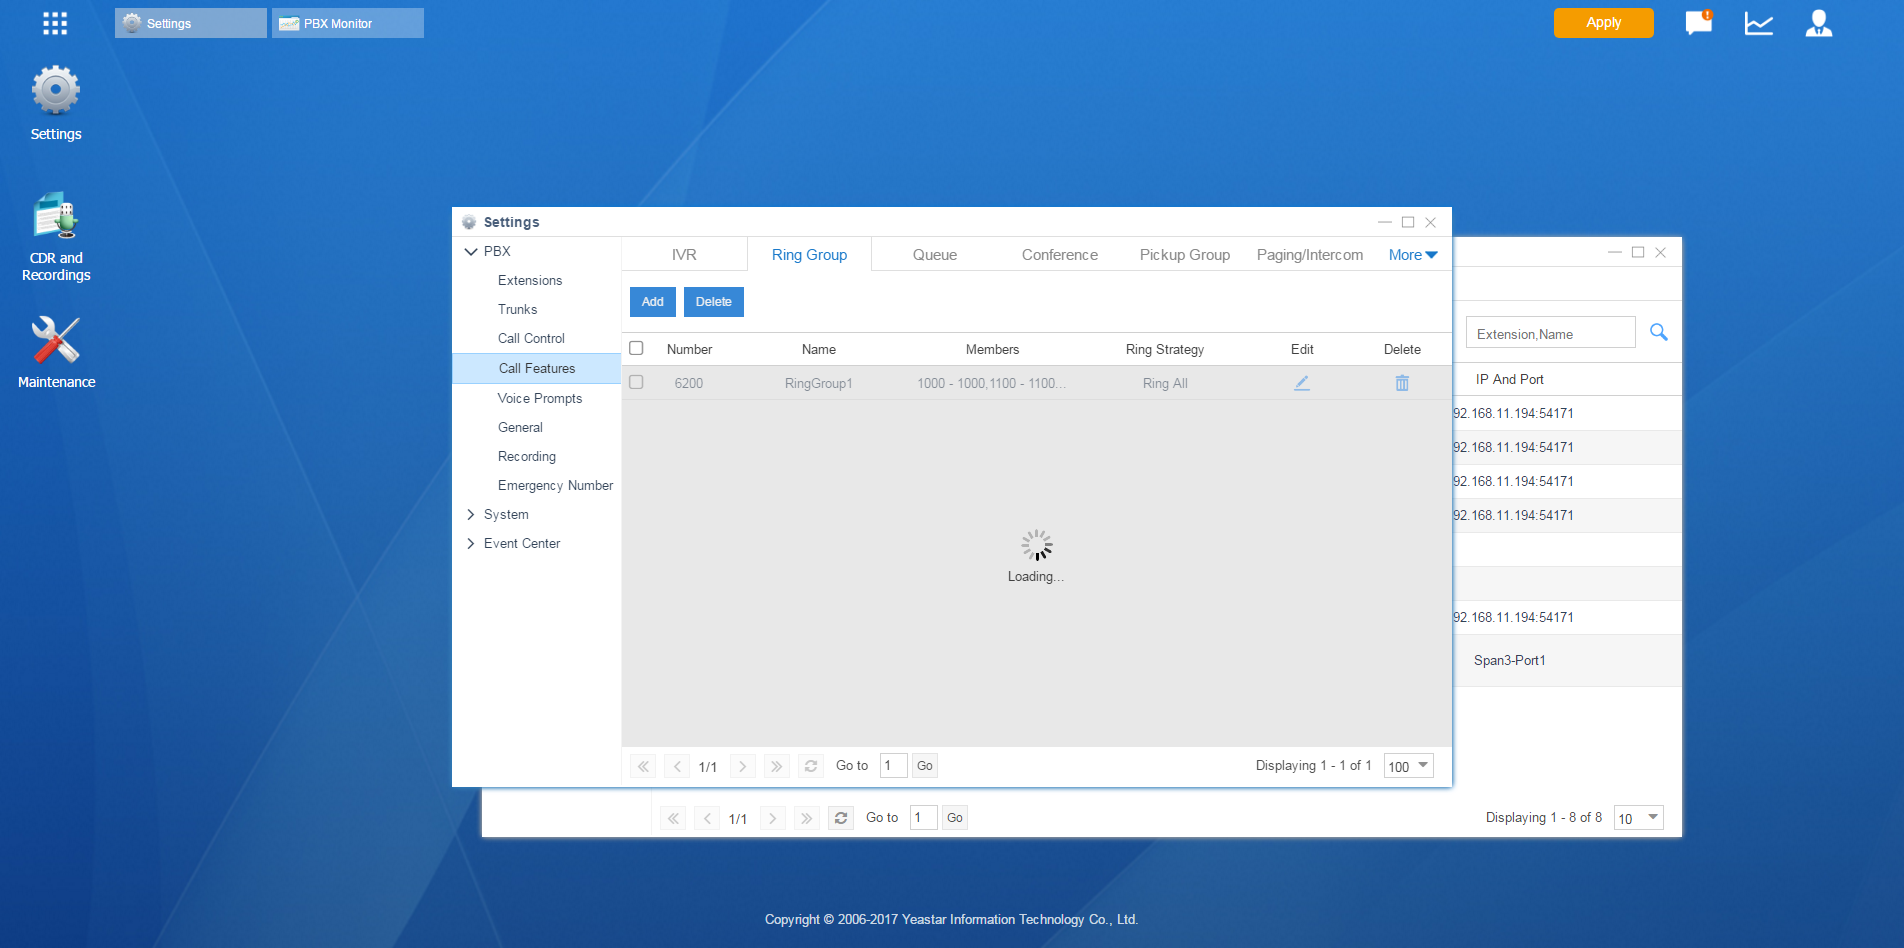 Settings
PBX Monitor
Apply
Settings
CDR and
Recordings
Maintenance
Settings
PBX
Extensions
Trunks
Call Control
Call Features
Voice Prompts
General
Recording
Emergency Number
System
Event Center
IVR Ring Group Queue Conference Pickup Group Paging/Intercom More
Add Delete
Number Name Members Ring Strategy Edit Delete
6200 RingGroup1 1000 - 1000,1100 - 1100... Ring All
Loading...
1/1 Go to 1 Go Displaying 1 - 1 of 1 100
Extension,Name
IP And Port
92.168.11.194:54171
92.168.11.194:54171
92.168.11.194:54171
92.168.11.194:54171
92.168.11.194:54171
Span3-Port1
1/1 Go to 1 Go Displaying 1 - 8 of 8 10
Copyright © 2006-2017 Yeastar Information Technology Co., Ltd.